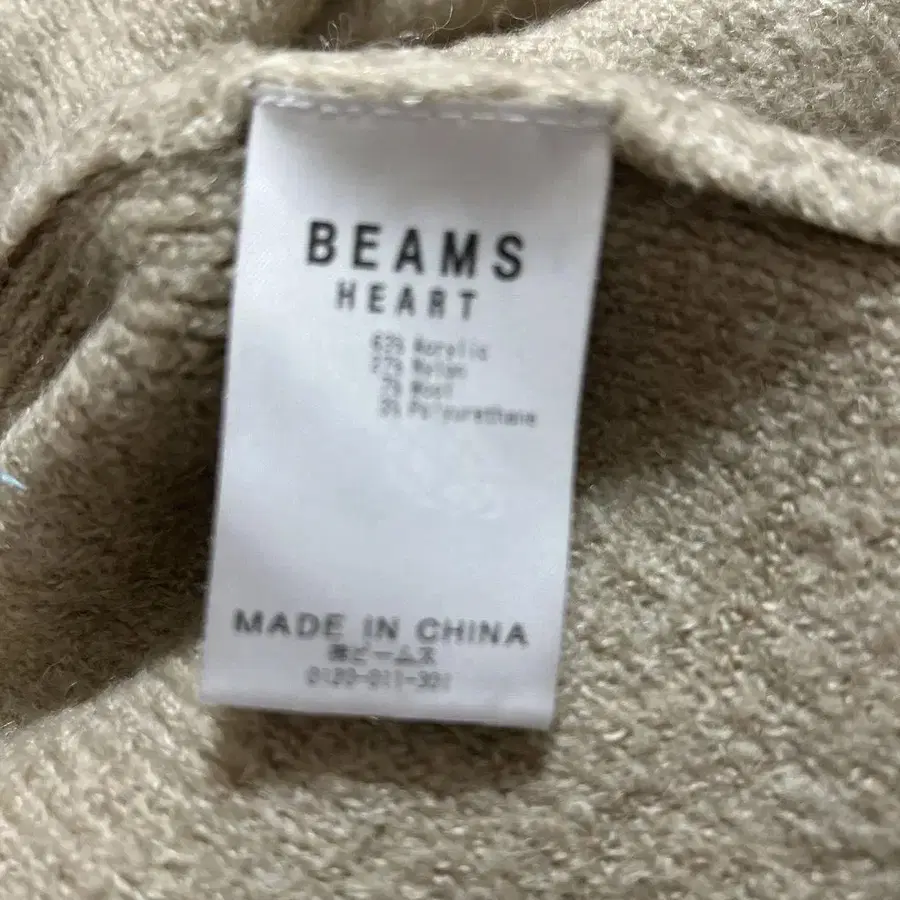 BEAMS
HEART
63% Acrylic
27% Nylon
7% Wool
3% Polyurethane
MADE IN CHINA
㈱ビームス
0120-011-301